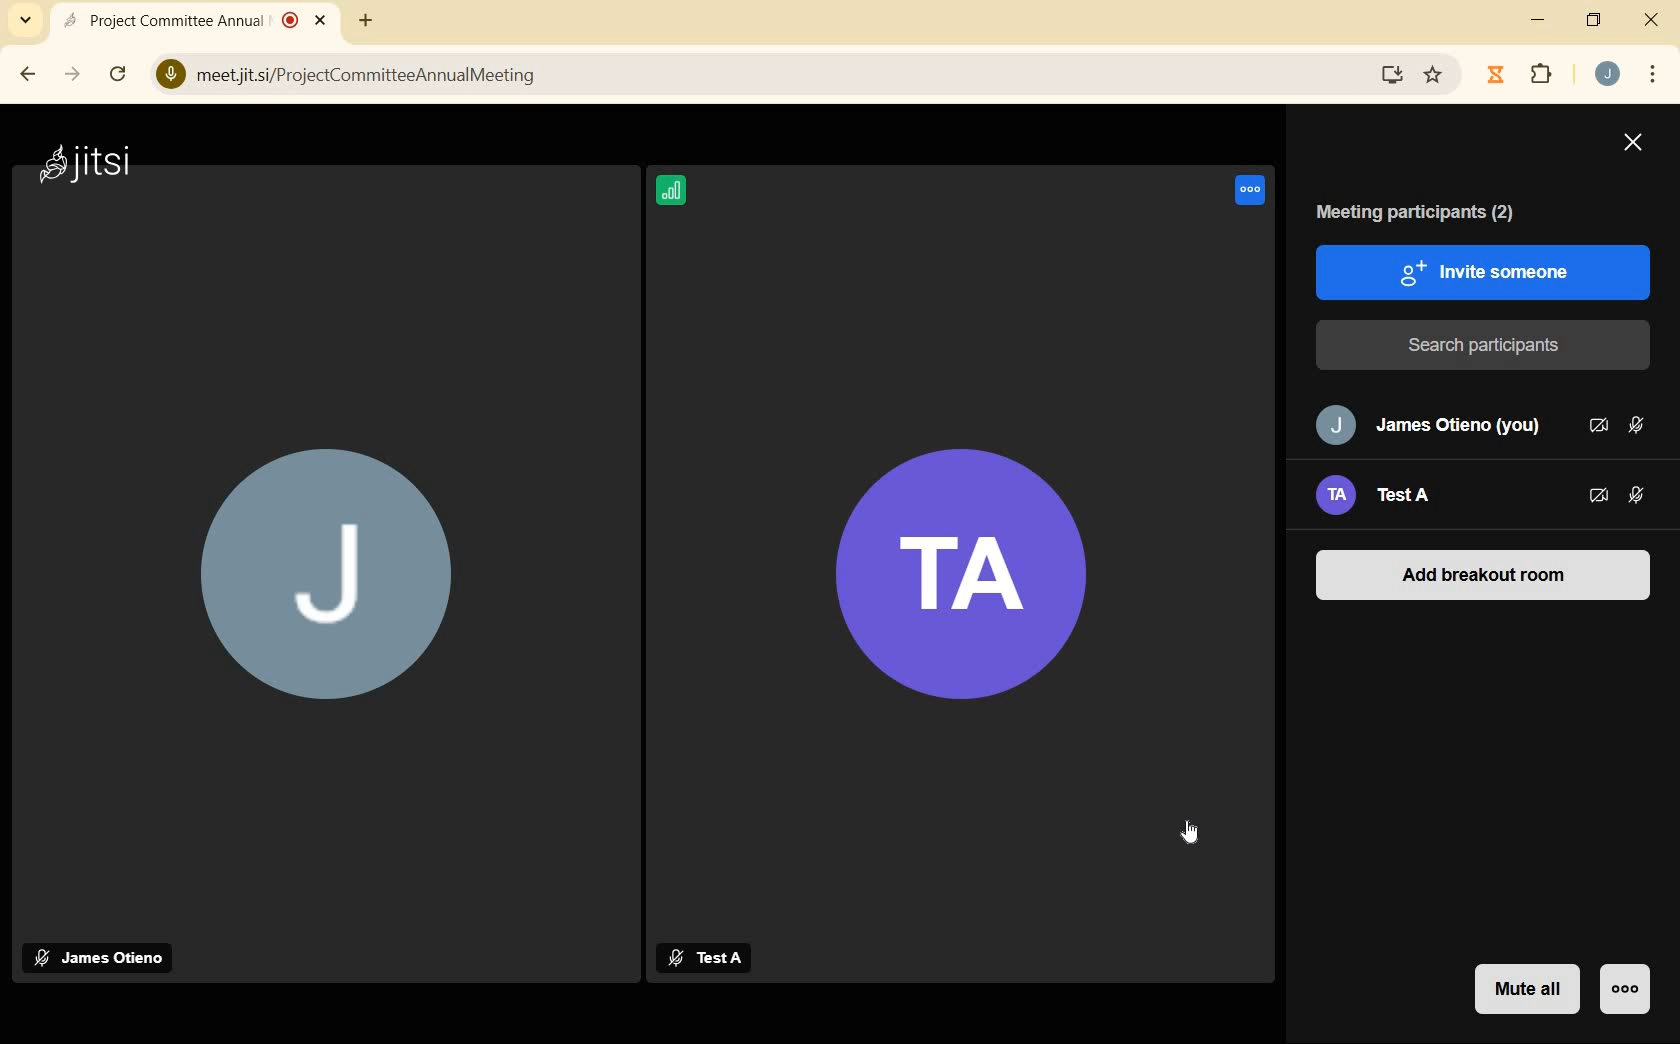 Project Committee Annual
meet.jit.si/ProjectCommitteeAnnualMeeting
J
jitsi
Meeting participants (2)
Invite someone
Search participants
J James Otieno (you)
TA Test A
Add breakout room
J
TA
James Otieno
Test A
Mute all